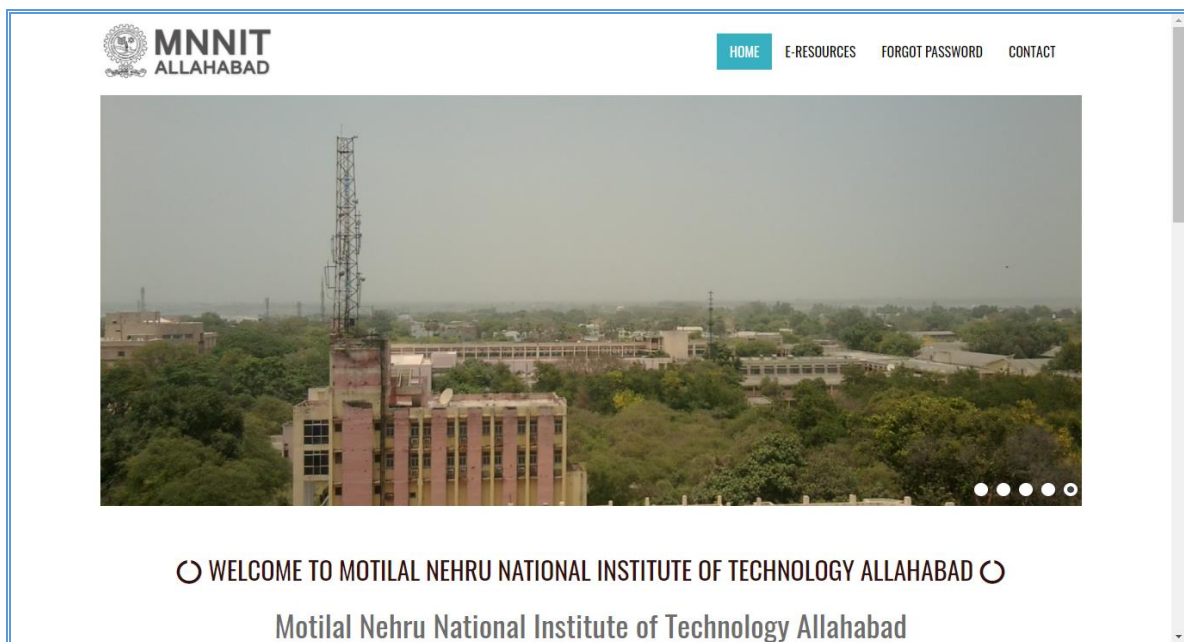 MNNIT
ALLAHABAD
HOME E-RESOURCES FORGOT PASSWORD CONTACT
WELCOME TO MOTILAL NEHRU NATIONAL INSTITUTE OF TECHNOLOGY ALLAHABAD
Motilal Nehru National Institute of Technology Allahabad